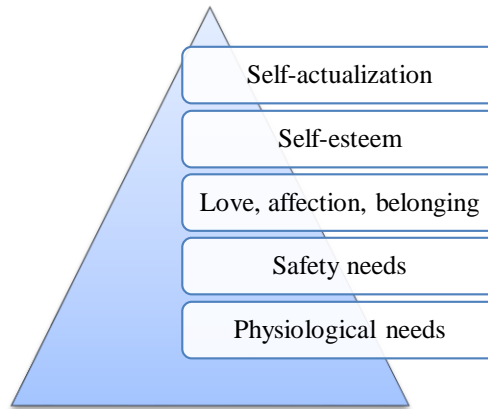 Self-actualization
Self-esteem
Love, affection, belonging
Safety needs
Physiological needs